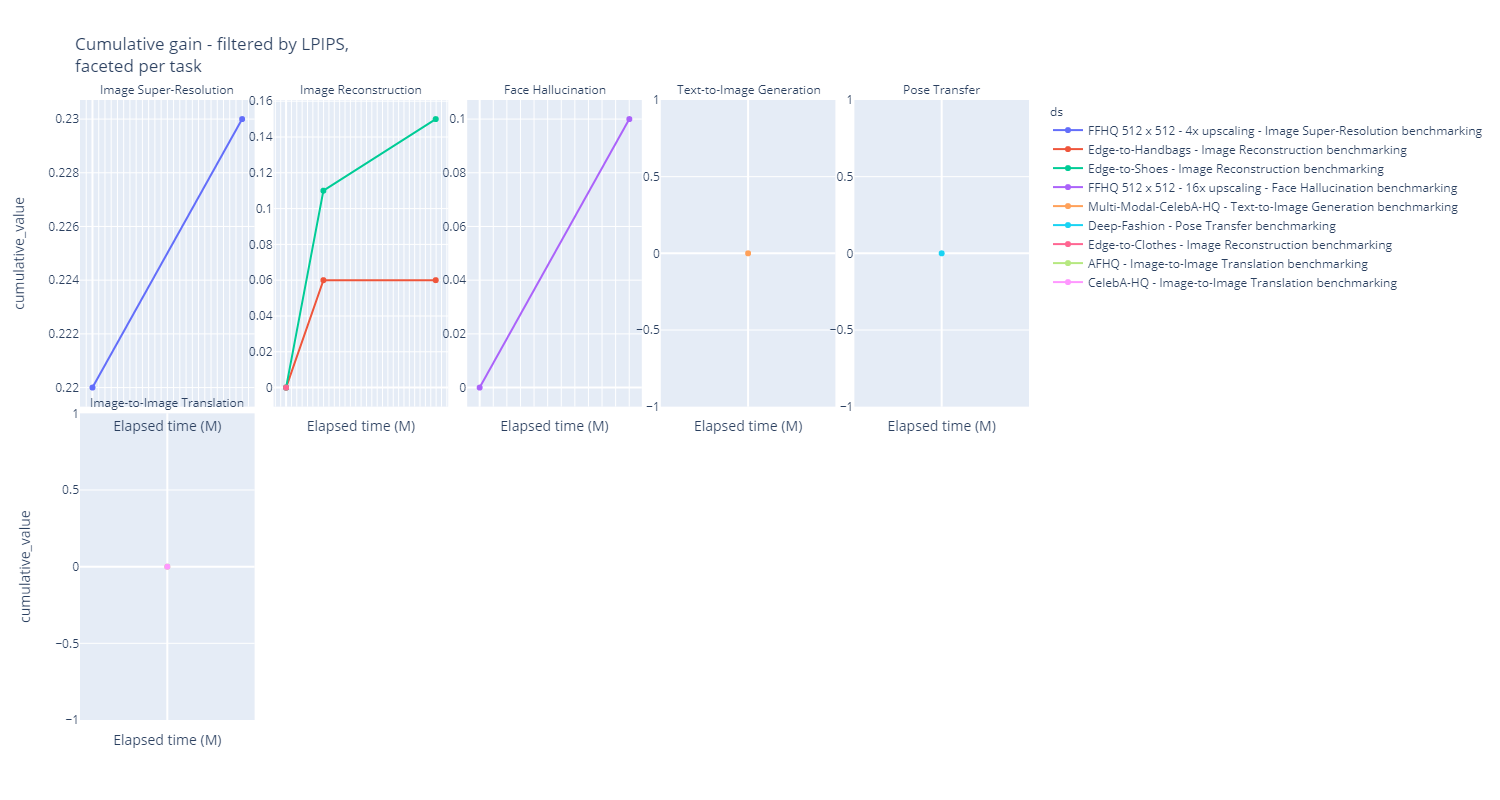 Cumulative gain - filtered by LPIPS,
faceted per task
Image Super-Resolution
Image Reconstruction
Face Hallucination
Text-to-Image Generation
Pose Transfer
cumulative_value
0.23
0.228
0.226
0.224
0.222
0.22
0.16
0.14
0.12
0.1
0.08
0.06
0.04
0.02
0
0.1
0.08
0.06
0.04
0.02
0
1
0.5
0
−0.5
−1
1
0.5
0
−0.5
−1
Elapsed time (M)
Elapsed time (M)
Elapsed time (M)
Elapsed time (M)
Elapsed time (M)
ds
FFHQ 512 x 512 - 4x upscaling - Image Super-Resolution benchmarking
Edge-to-Handbags - Image Reconstruction benchmarking
Edge-to-Shoes - Image Reconstruction benchmarking
FFHQ 512 x 512 - 16x upscaling - Face Hallucination benchmarking
Multi-Modal-CelebA-HQ - Text-to-Image Generation benchmarking
Deep-Fashion - Pose Transfer benchmarking
Edge-to-Clothes - Image Reconstruction benchmarking
AFHQ - Image-to-Image Translation benchmarking
CelebA-HQ - Image-to-Image Translation benchmarking
Image-to-Image Translation
cumulative_value
1
0.5
0
−0.5
−1
Elapsed time (M)